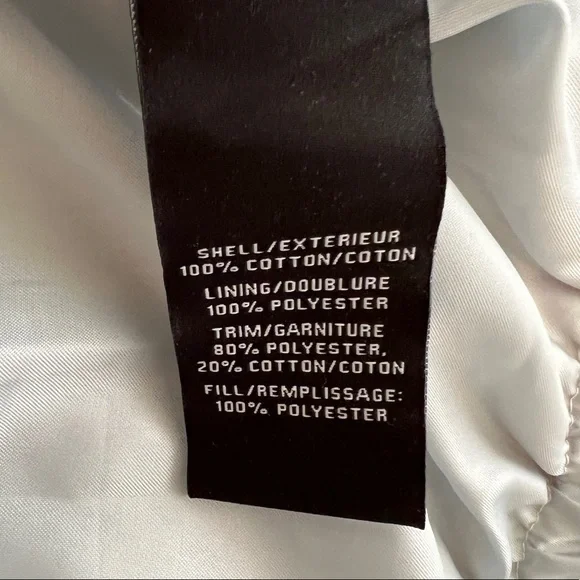 SHELL/EXTERIEUR
100% COTTON/COTON
LINING/DOUBLURE
100% POLYESTER
TRIM/GARNITURE
80% POLYESTER,
20% COTTON/COTON
FILL/REMPLISSAGE:
100% POLYESTER